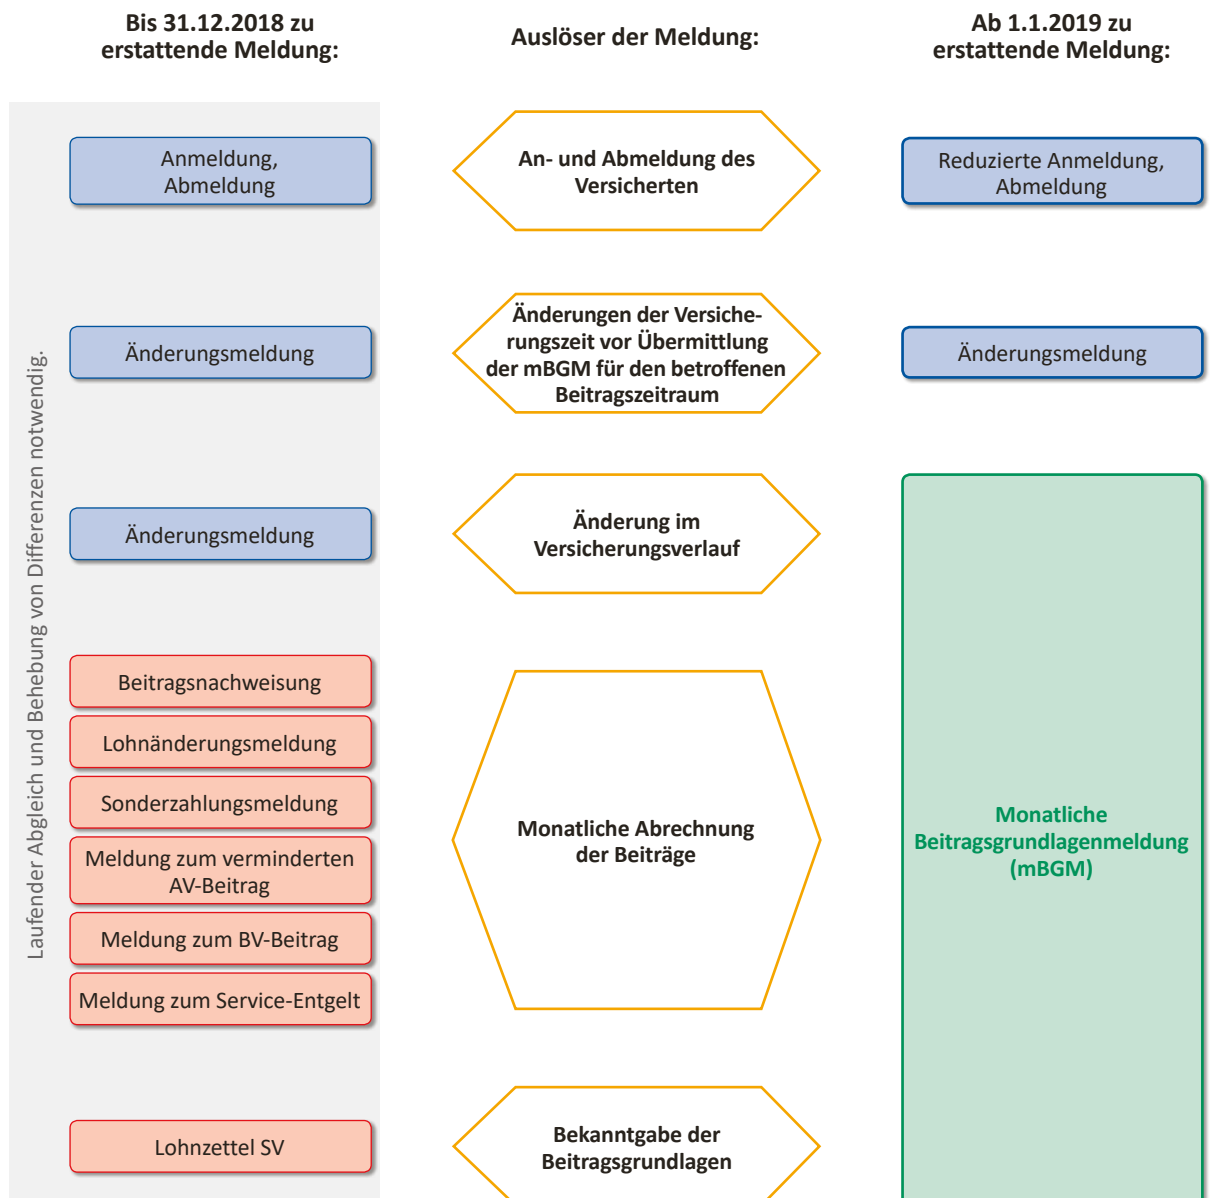 Bis 31.12.2018 zu
erstattende Meldung:
Auslöser der Meldung:
Ab 1.1.2019 zu
erstattende Meldung:
Laufender Abgleich und Behebung von Differenzen notwendig.
Anmeldung,
Abmeldung
An- und Abmeldung des
Versicherten
Reduzierte Anmeldung,
Abmeldung
Änderungsmeldung
Änderungen der Versiche-
rungszeit vor Übermittlung
der mBGM für den betroffenen
Beitragszeitraum
Änderungsmeldung
Änderungsmeldung
Änderung im
Versicherungsverlauf
Beitragsnachweisung
Lohnänderungsmeldung
Sonderzahlungsmeldung
Meldung zum verminderten
AV-Beitrag
Meldung zum BV-Beitrag
Meldung zum Service-Entgelt
Monatliche Abrechnung
der Beiträge
Monatliche
Beitragsgrundlagenmeldung
(mBGM)
Lohnzettel SV
Bekanntgabe der
Beitragsgrundlagen